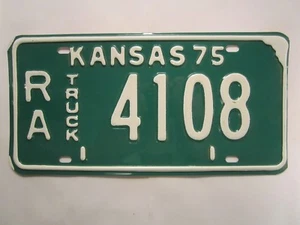 KANSAS 75
RA TRUCK 4108